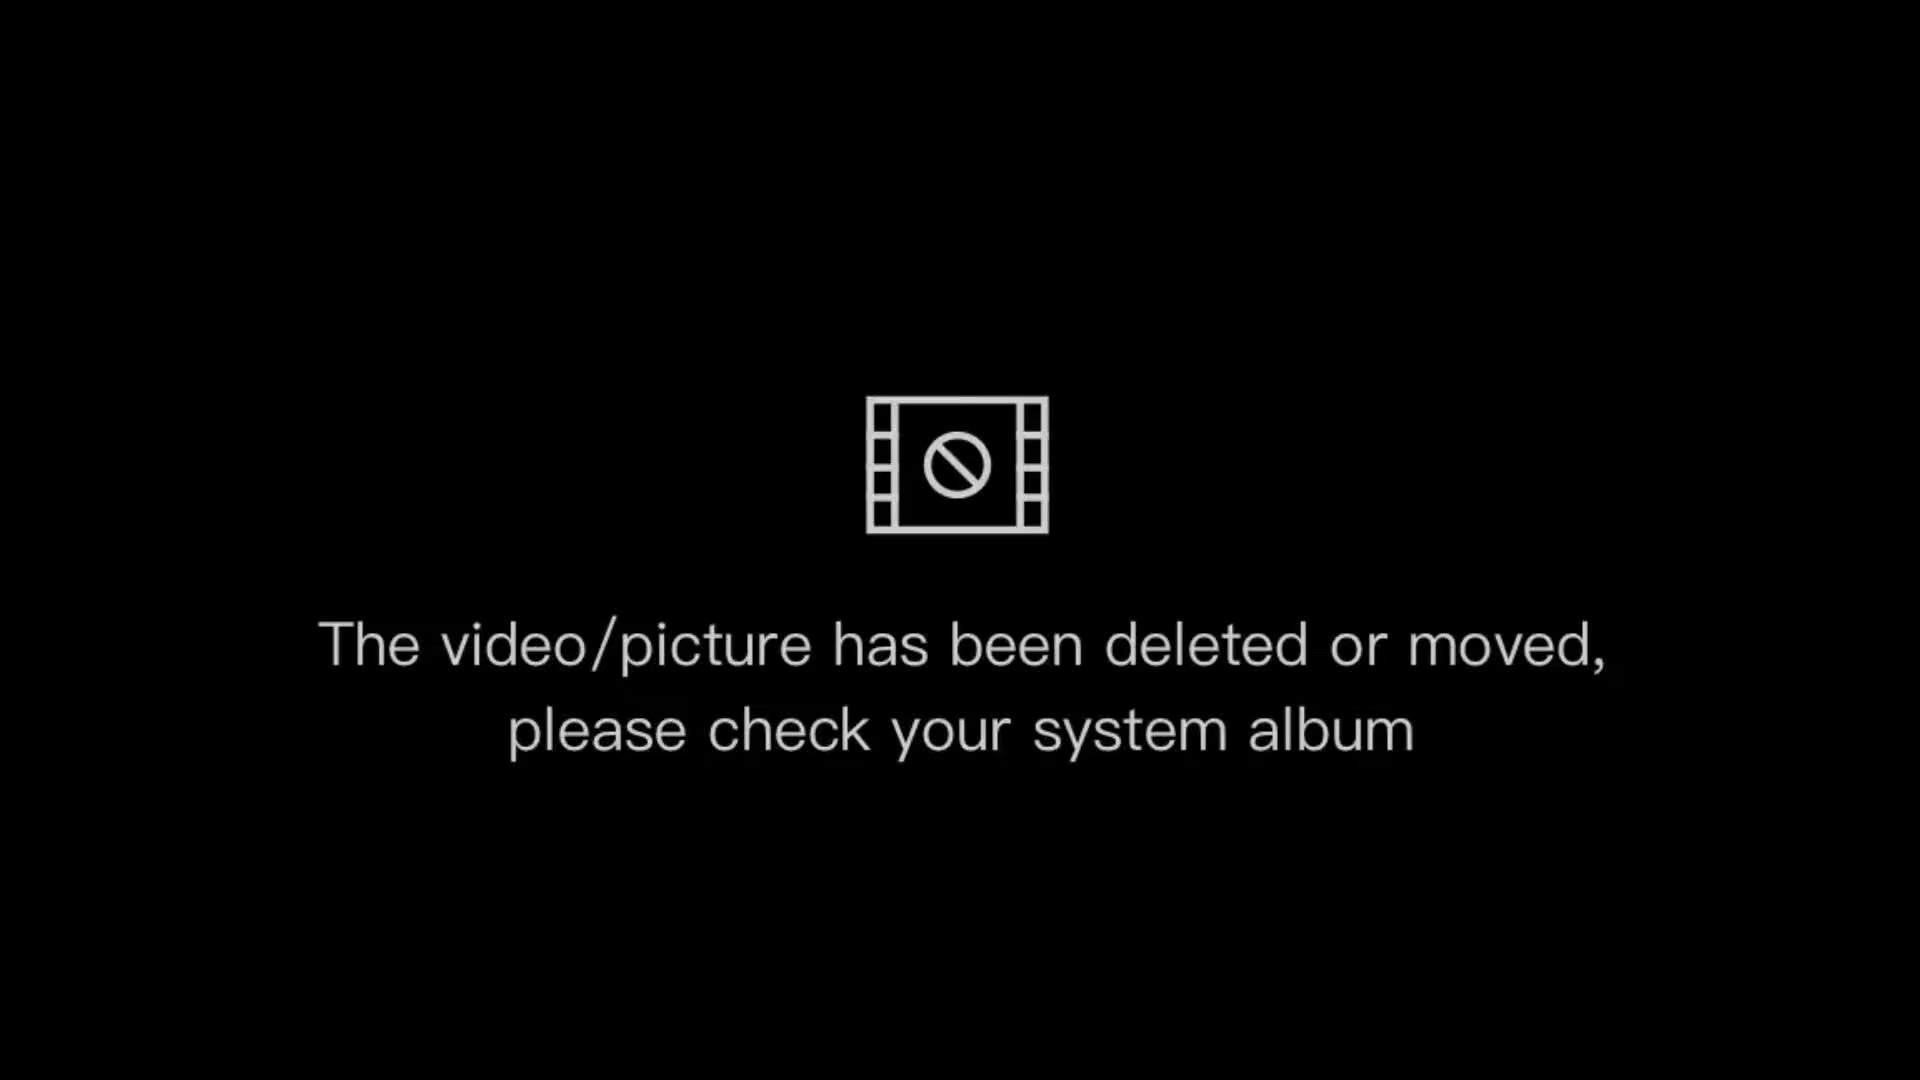 The video/picture has been deleted or moved,
please check your system album